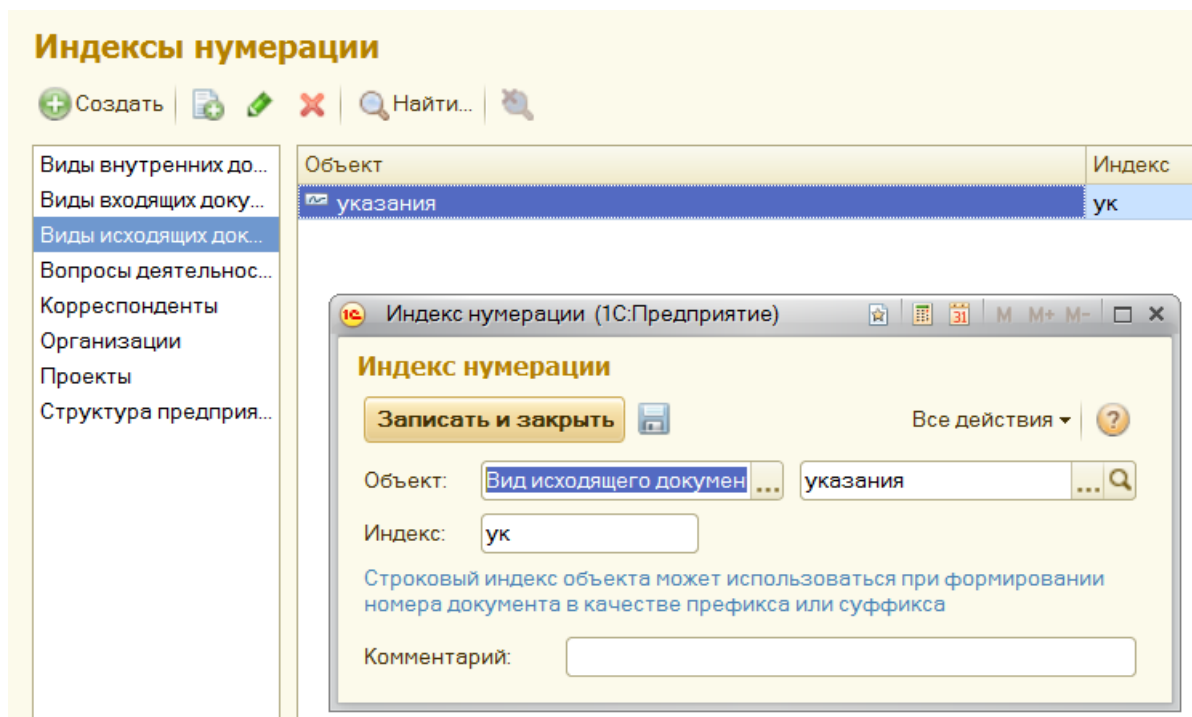 Индексы нумерации
Создать Найти...
Виды внутренних до...
Виды входящих доку...
Виды исходящих док...
Вопросы деятельнос...
Корреспонденты
Организации
Проекты
Структура предприя...
Объект Индекс
указания ук
Индекс нумерации (1С:Предприятие) 31 M M+ M-
Индекс нумерации
Записать и закрыть Все действия ?
Объект: Вид исходящего докумен ... указания ...
Индекс: ук
Строковый индекс объекта может использоваться при формировании
номера документа в качестве префикса или суффикса
Комментарий: